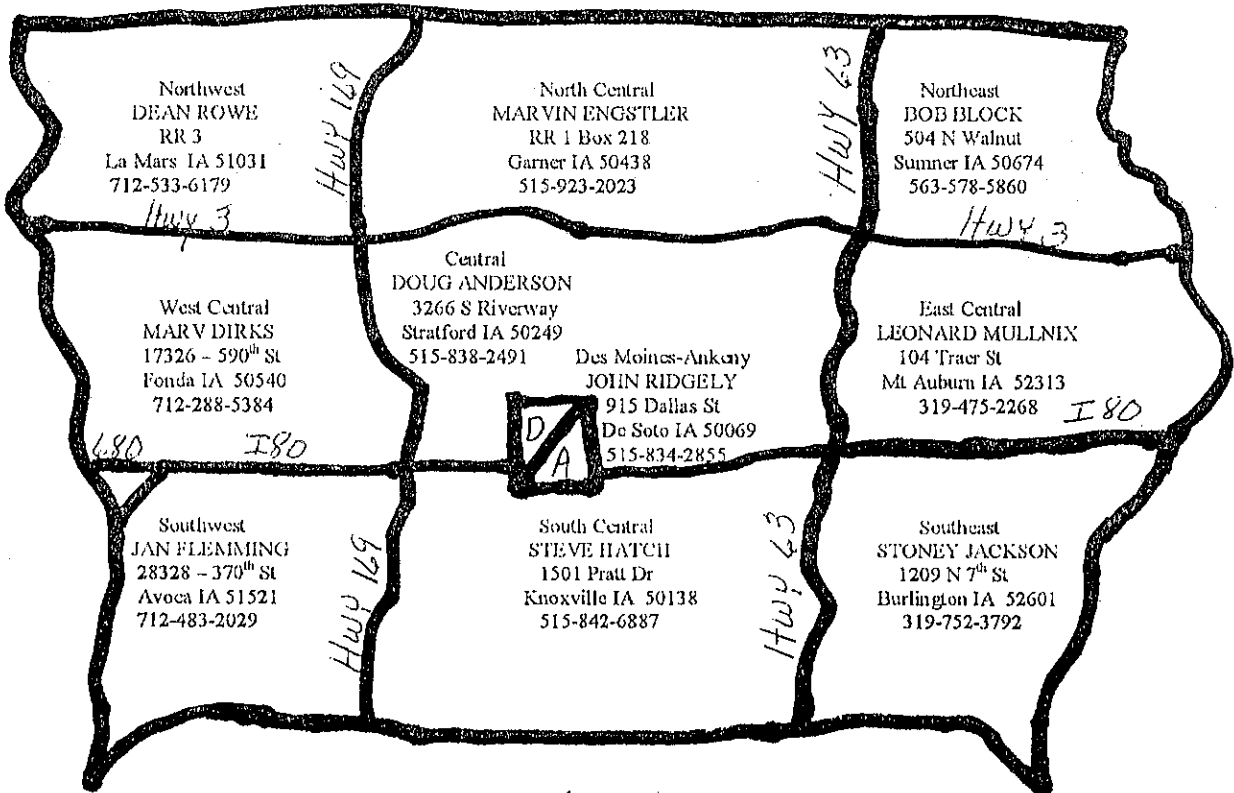 Northwest
DEAN ROWE
RR 3
La Mars IA 51031
712-533-6179
Hwy 169
North Central
MARVIN ENGSTLER
RR 1 Box 218
Garner IA 50438
515-923-2023
Hwy 63
Northeast
BOB BLOCK
504 N Walnut
Sumner IA 50674
563-578-5860
Hwy 3
Hwy 3
West Central
MARV DIRKS
17326 – 590th St
Fonda IA 50540
712-288-5384
Central
DOUG ANDERSON
3266 S Riverway
Stratford IA 50249
515-838-2491
Des Moines-Ankeny
JOHN RIDGELY
915 Dallas St
De Soto IA 50069
515-834-2855
D
A
East Central
LEONARD MULLNIX
104 Traer St
Mt Auburn IA 52313
319-475-2268
I80
680
I80
Southwest
JAN FLEMMING
28328 – 370th St
Avoca IA 51521
712-483-2029
Hwy 169
South Central
STEVE HATCH
1501 Pratt Dr
Knoxville IA 50138
515-842-6887
Hwy 63
Southeast
STONEY JACKSON
1209 N 7th St
Burlington IA 52601
319-752-3792